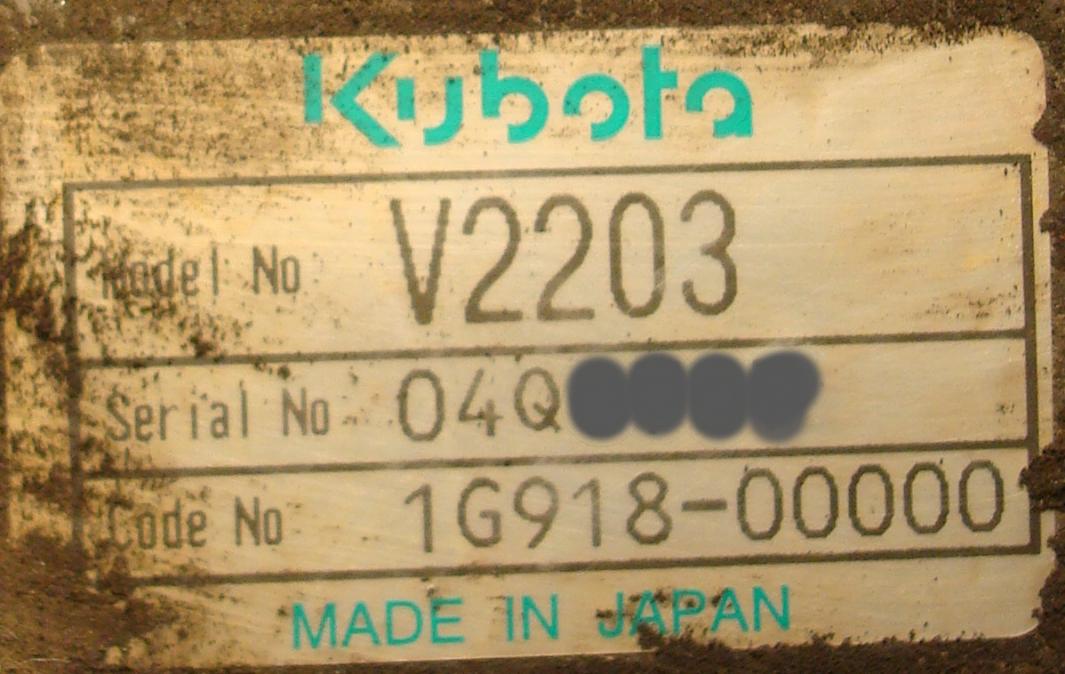 Kubota
Model No V2203
Serial No 04Q
Code No 1G918-00000
MADE IN JAPAN